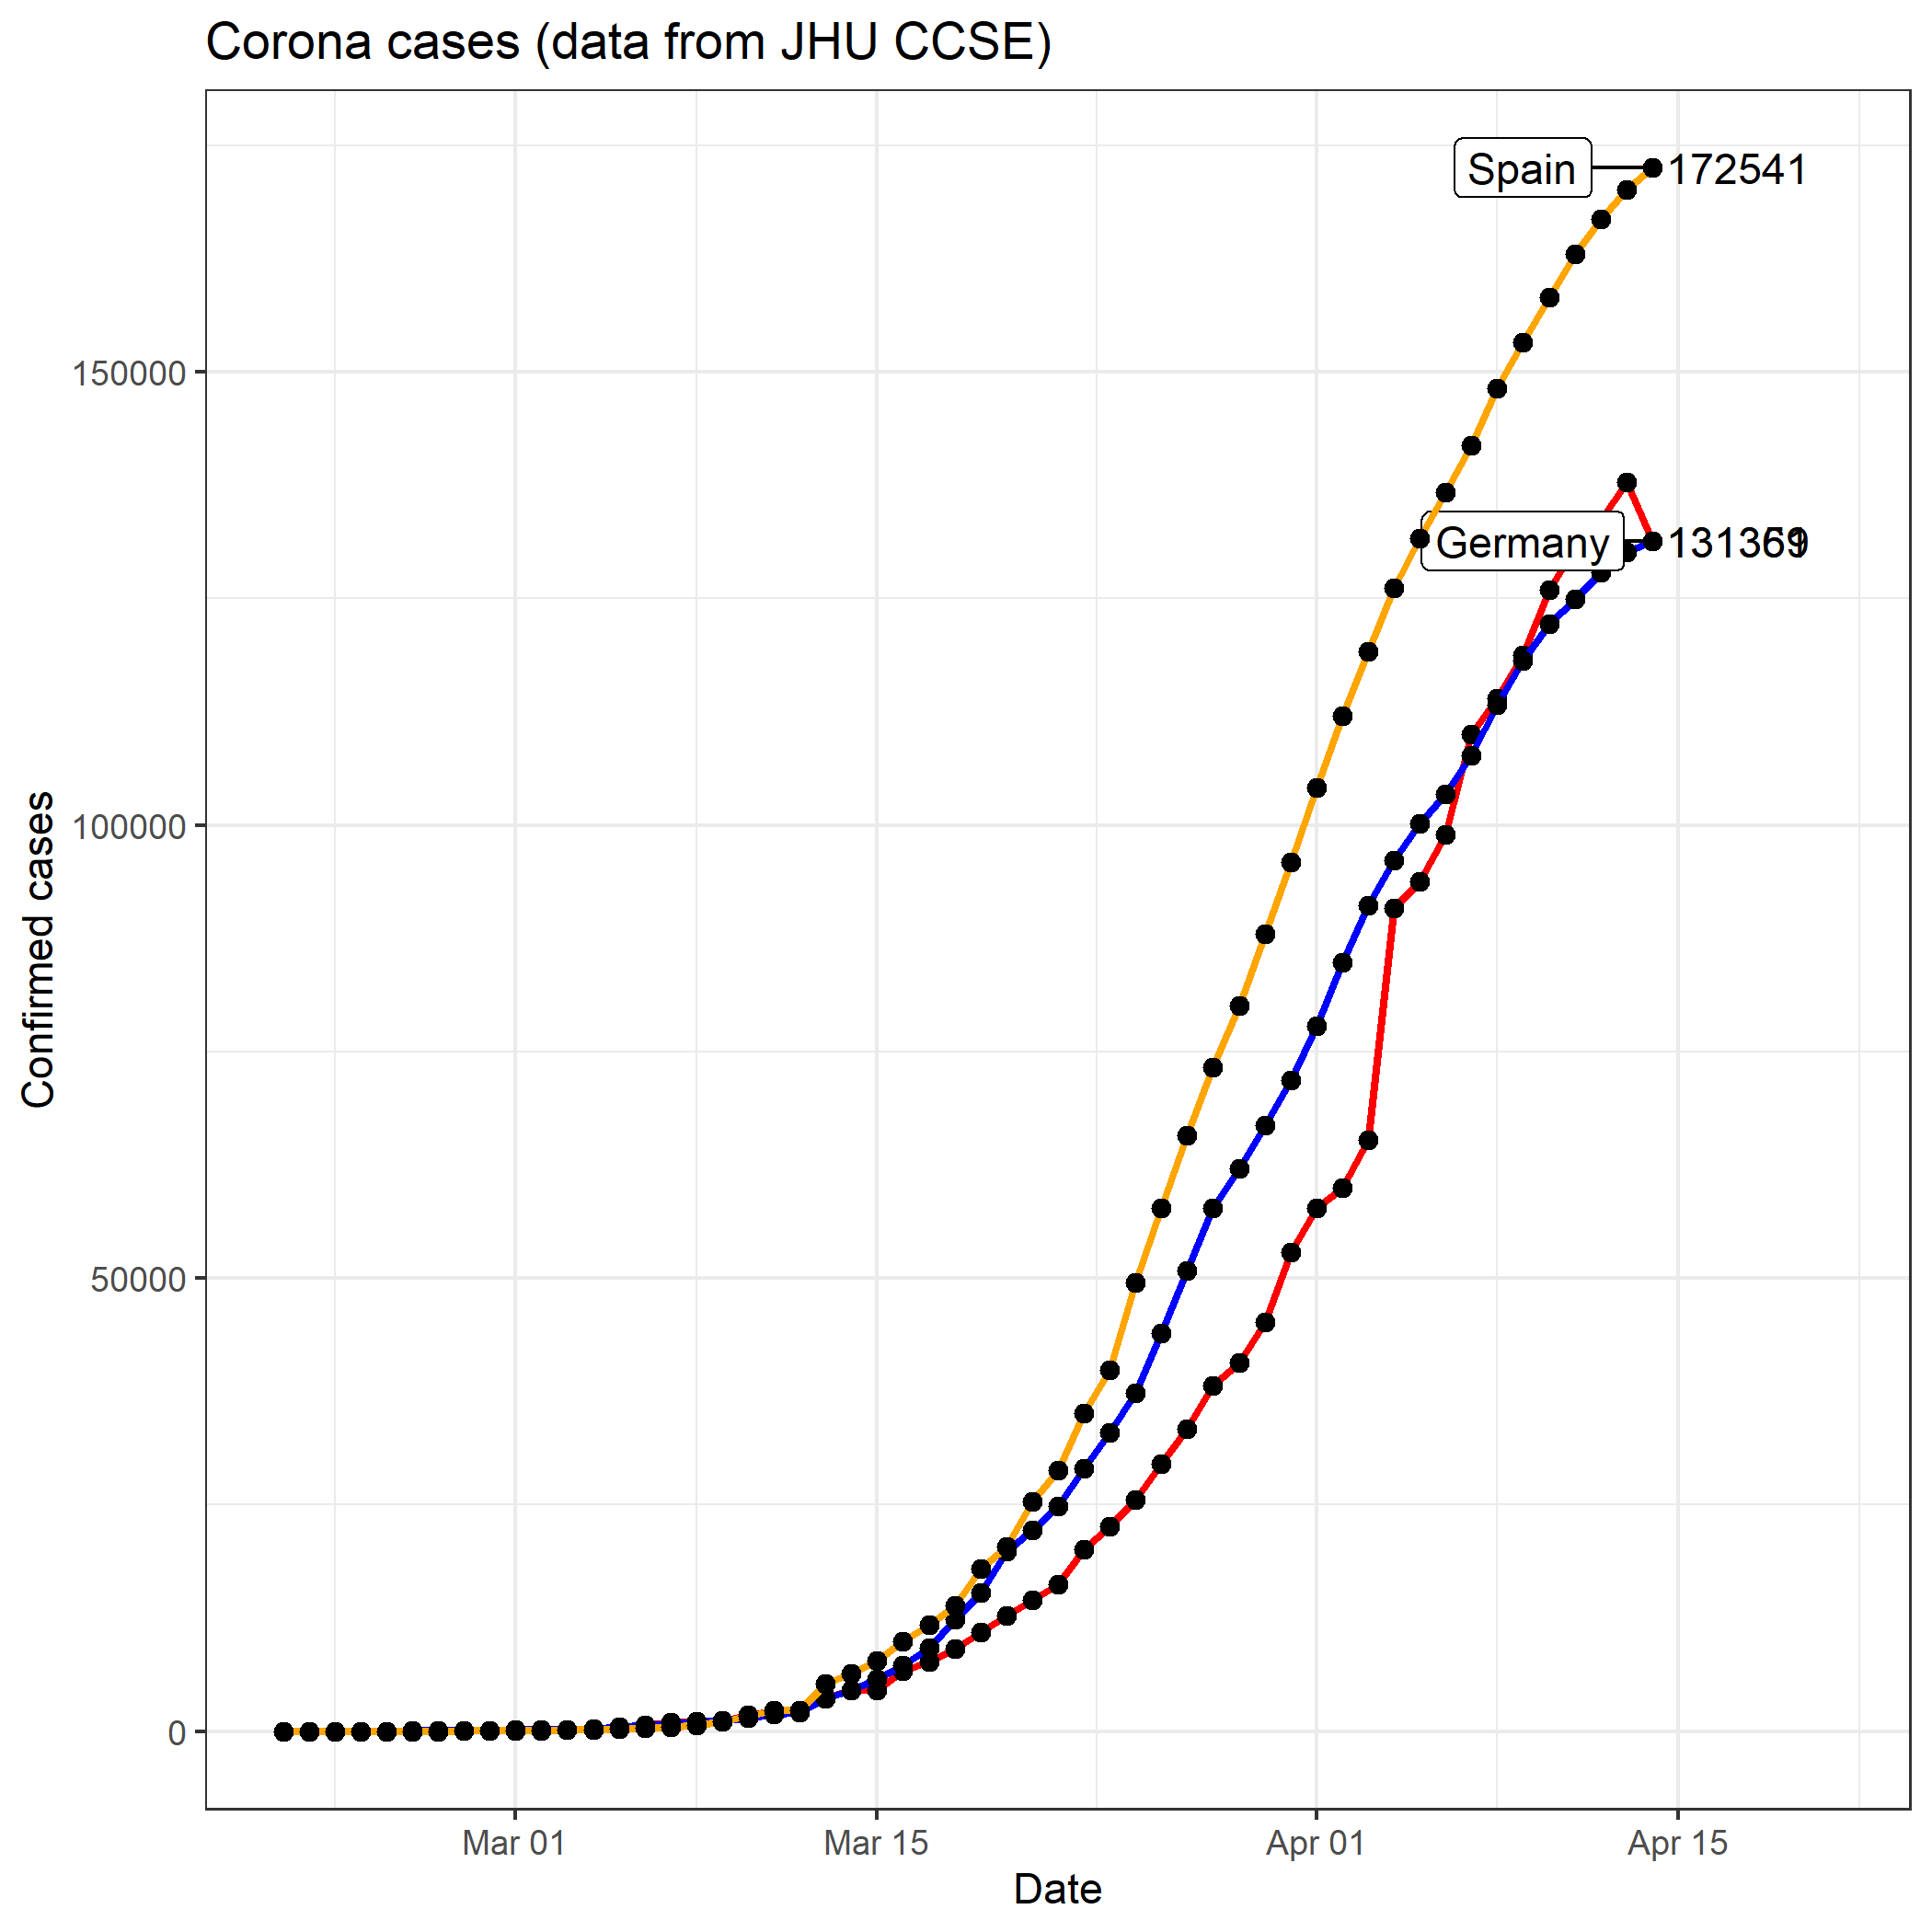 Corona cases (data from JHU CCSE)
Spain 172541
Germany
150000
100000
50000
0
Confirmed cases
Mar 01 Mar 15 Apr 01 Apr 15
Date